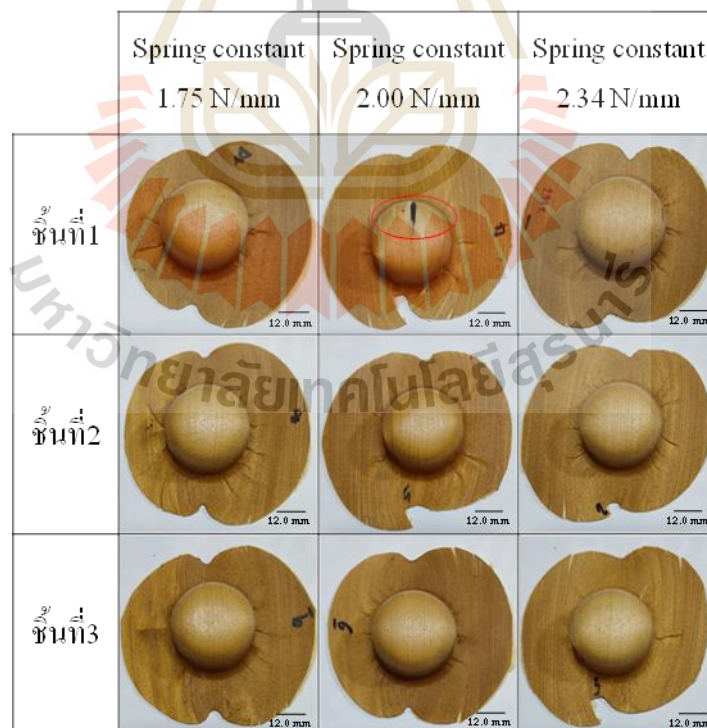 Spring constant
1.75 N/mm
Spring constant
2.00 N/mm
Spring constant
2.34 N/mm
ชิ้นที่1
12.0 mm
12.0 mm
12.0 mm
ชิ้นที่2
12.0 mm
12.0 mm
12.0 mm
ชิ้นที่3
12.0 mm
12.0 mm
12.0 mm
มหาวิทยาลัยเทคโนโลยีสุรนารี